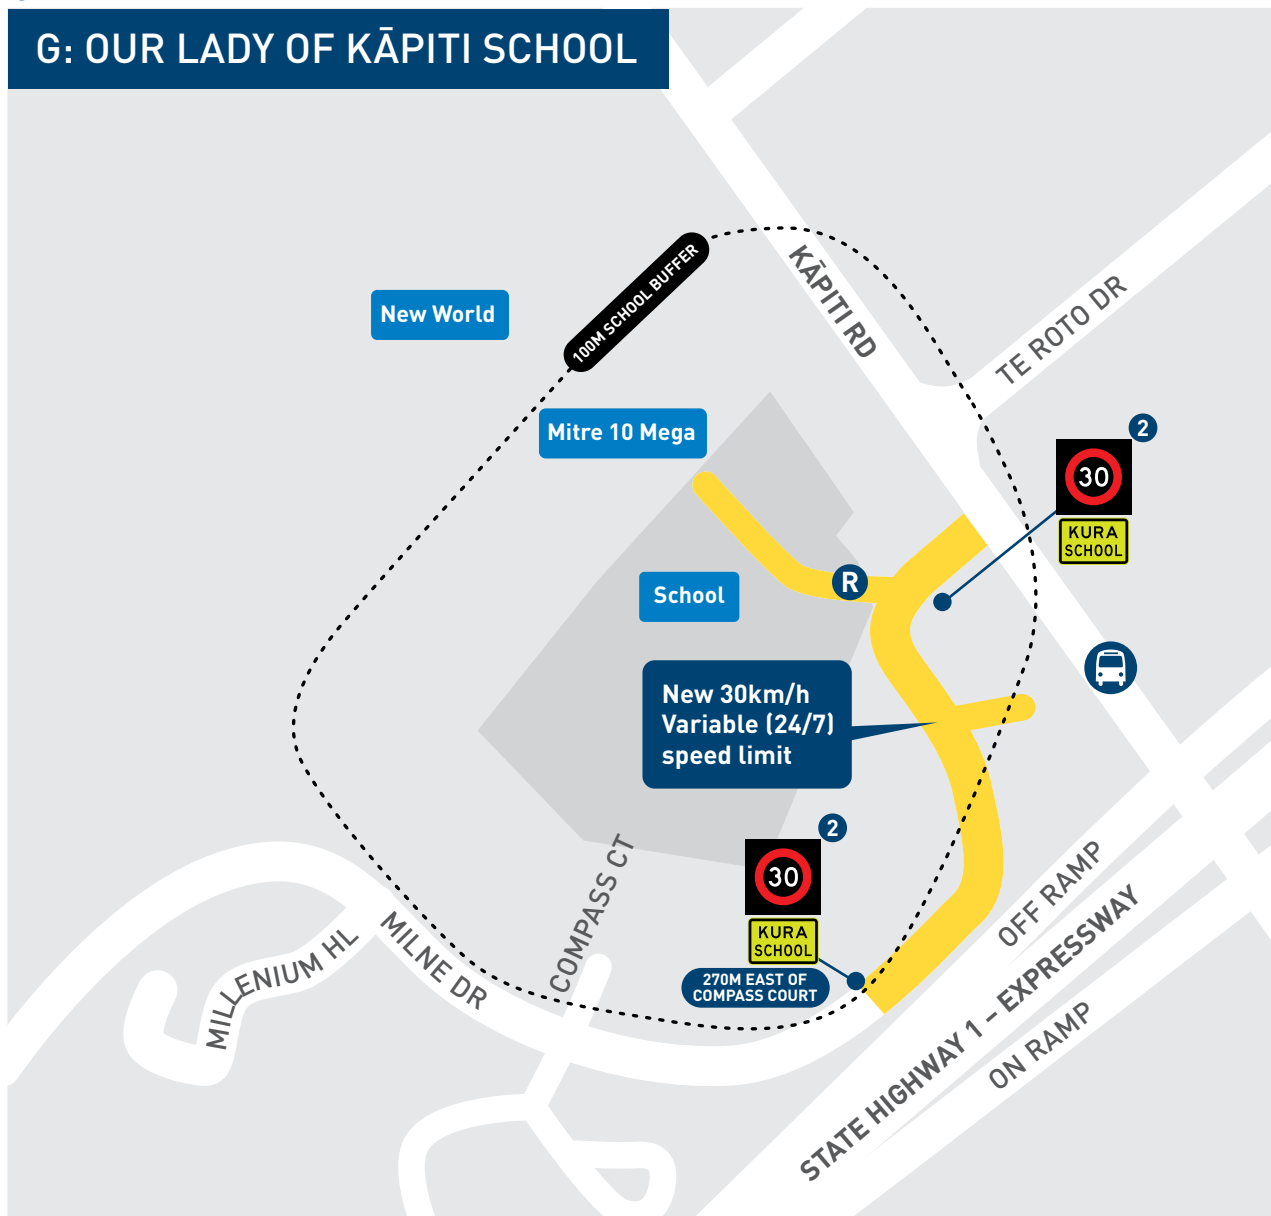 G: OUR LADY OF KĀPITI SCHOOL
KĀPITI RD
100M SCHOOL BUFFER
New World
TE ROTO DR
Mitre 10 Mega
2
30
KURA
SCHOOL
R
School
New 30km/h
Variable (24/7)
speed limit
2
30
KURA
SCHOOL
270M EAST OF
COMPASS COURT
COMPASS CT
MILNE DR
MILLENIUM HL
OFF RAMP
STATE HIGHWAY 1 – EXPRESSWAY
ON RAMP